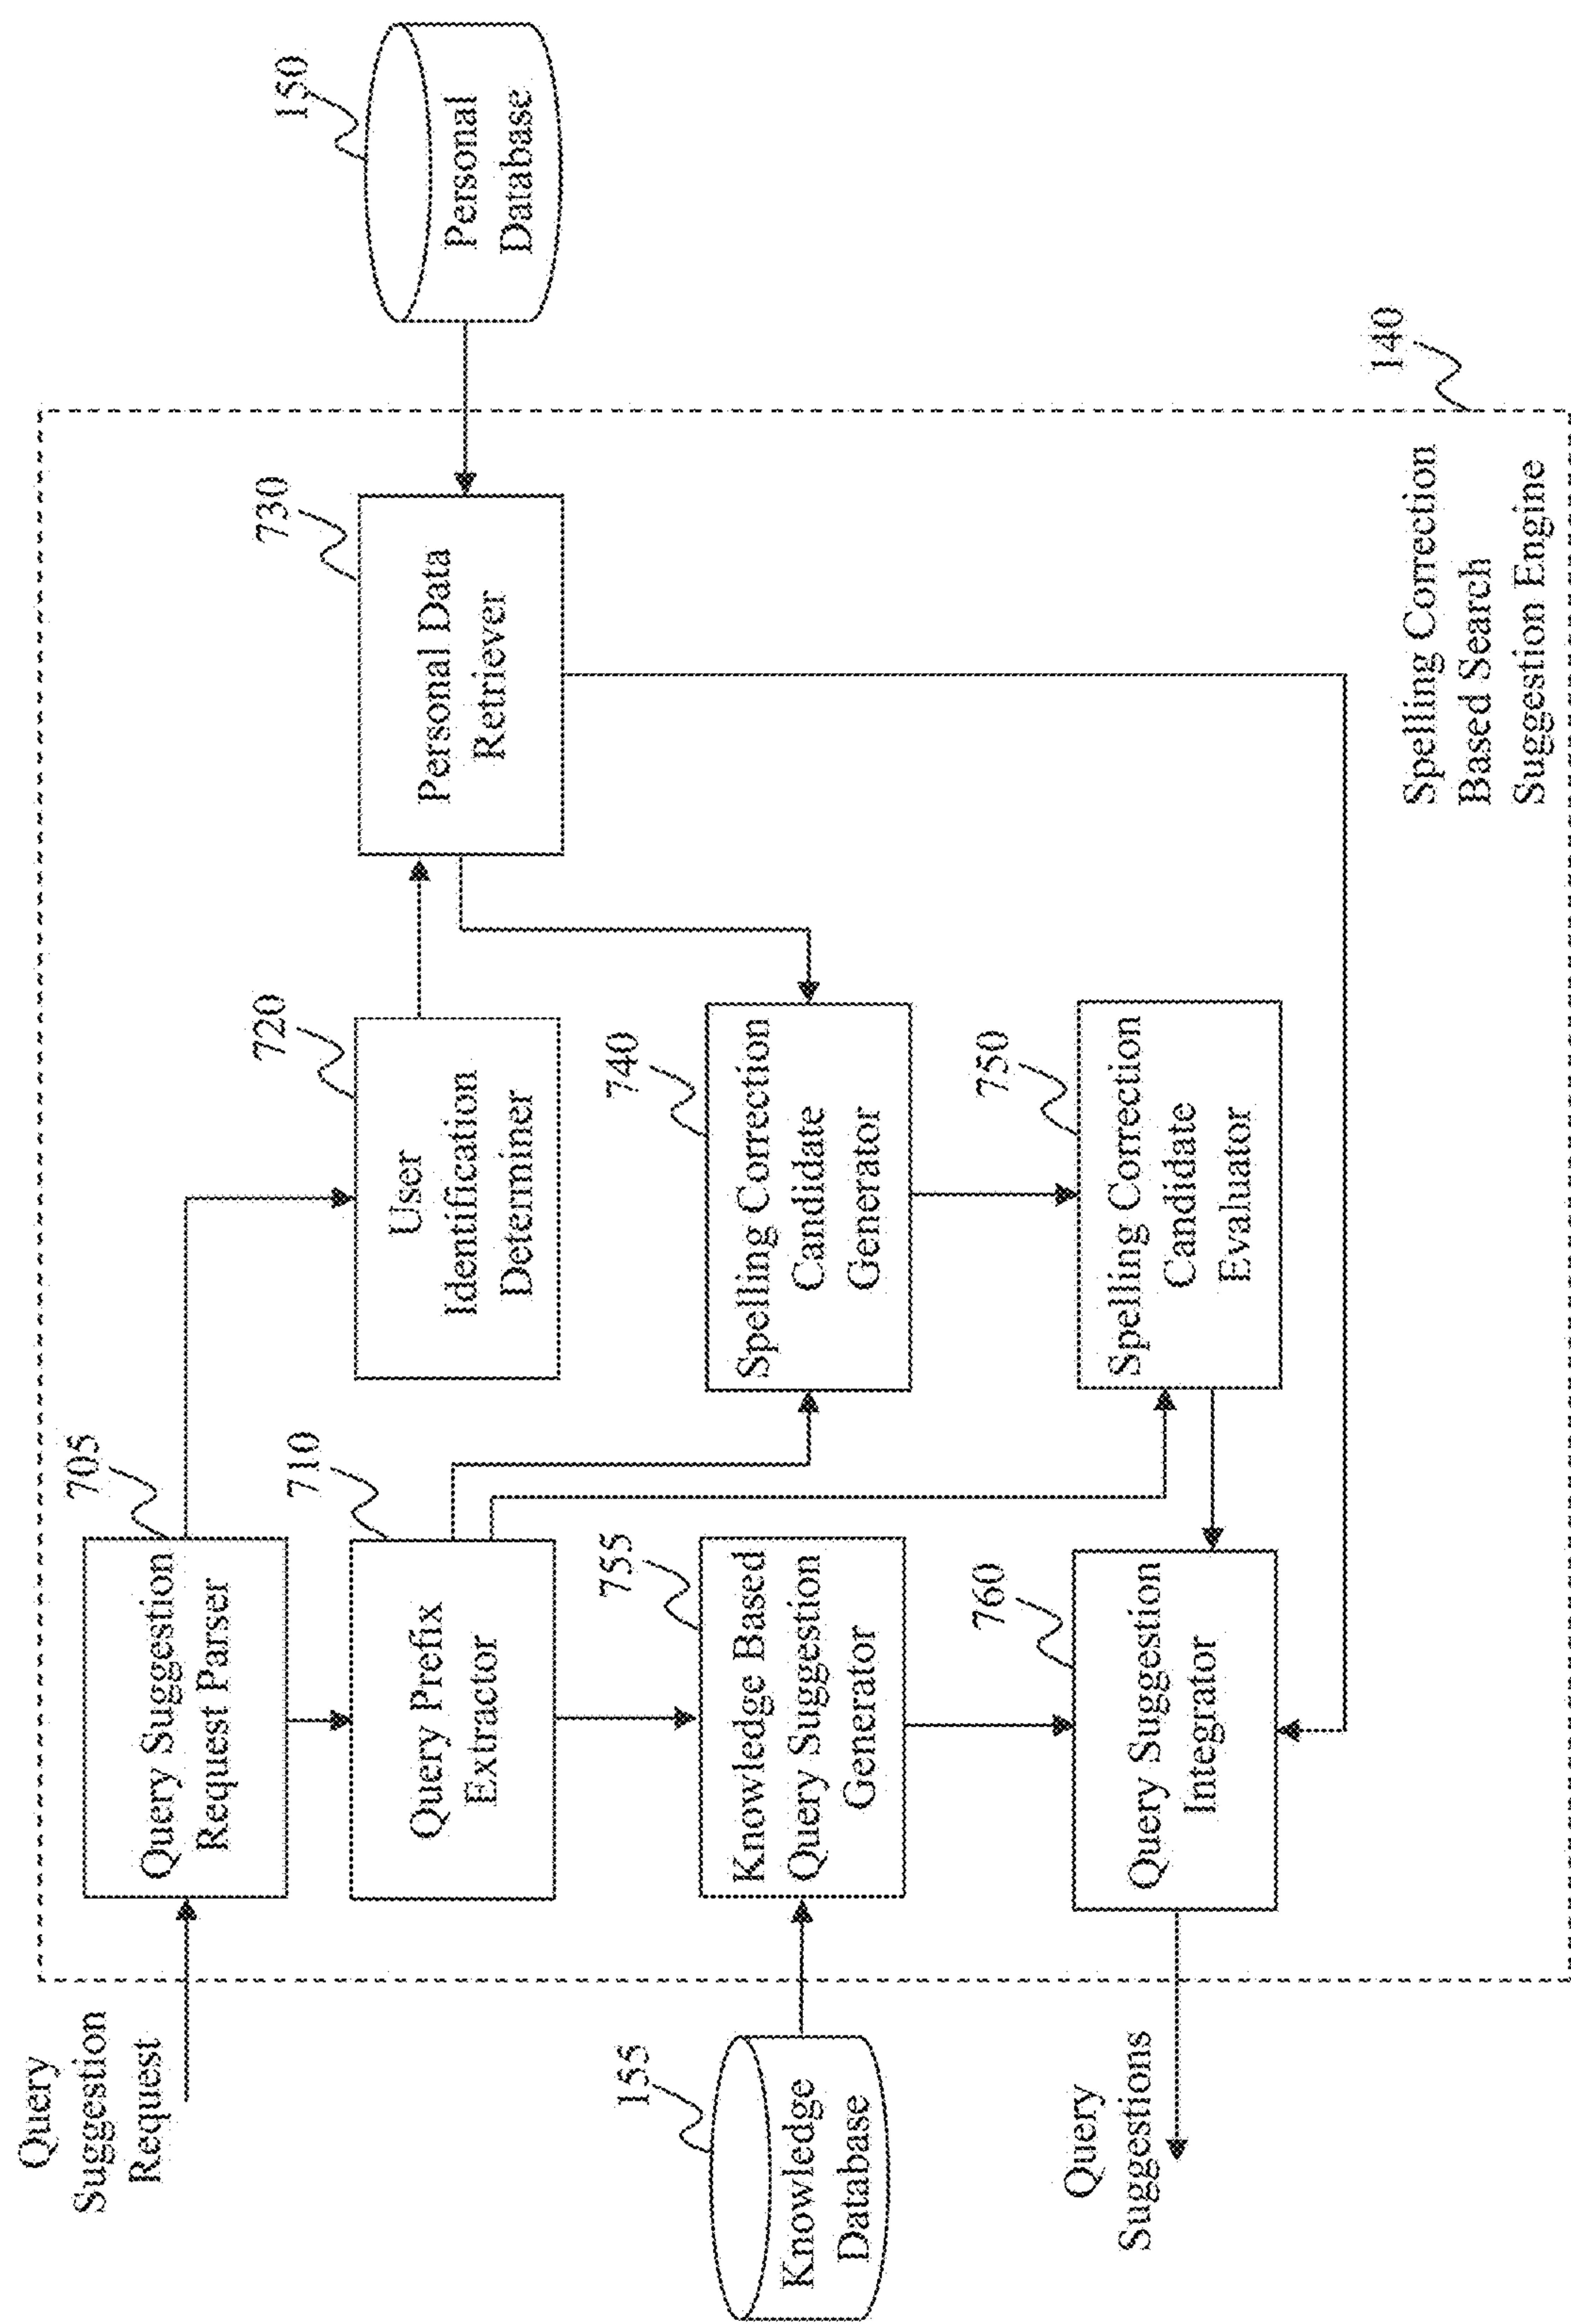 Query
Suggestion
Request
705
Query Suggestion
Request Parser
710
Query Prefix
Extractor
720
User
Identification
Determiner
730
Personal Data
Retriever
150
Personal
Database
155
Knowledge
Database
755
Knowledge Based
Query Suggestion
Generator
740
Spelling Correction
Candidate
Generator
760
Query Suggestion
Integrator
750
Spelling Correction
Candidate
Evaluator
Query
Suggestions
140
Spelling Correction
Based Search
Suggestion Engine